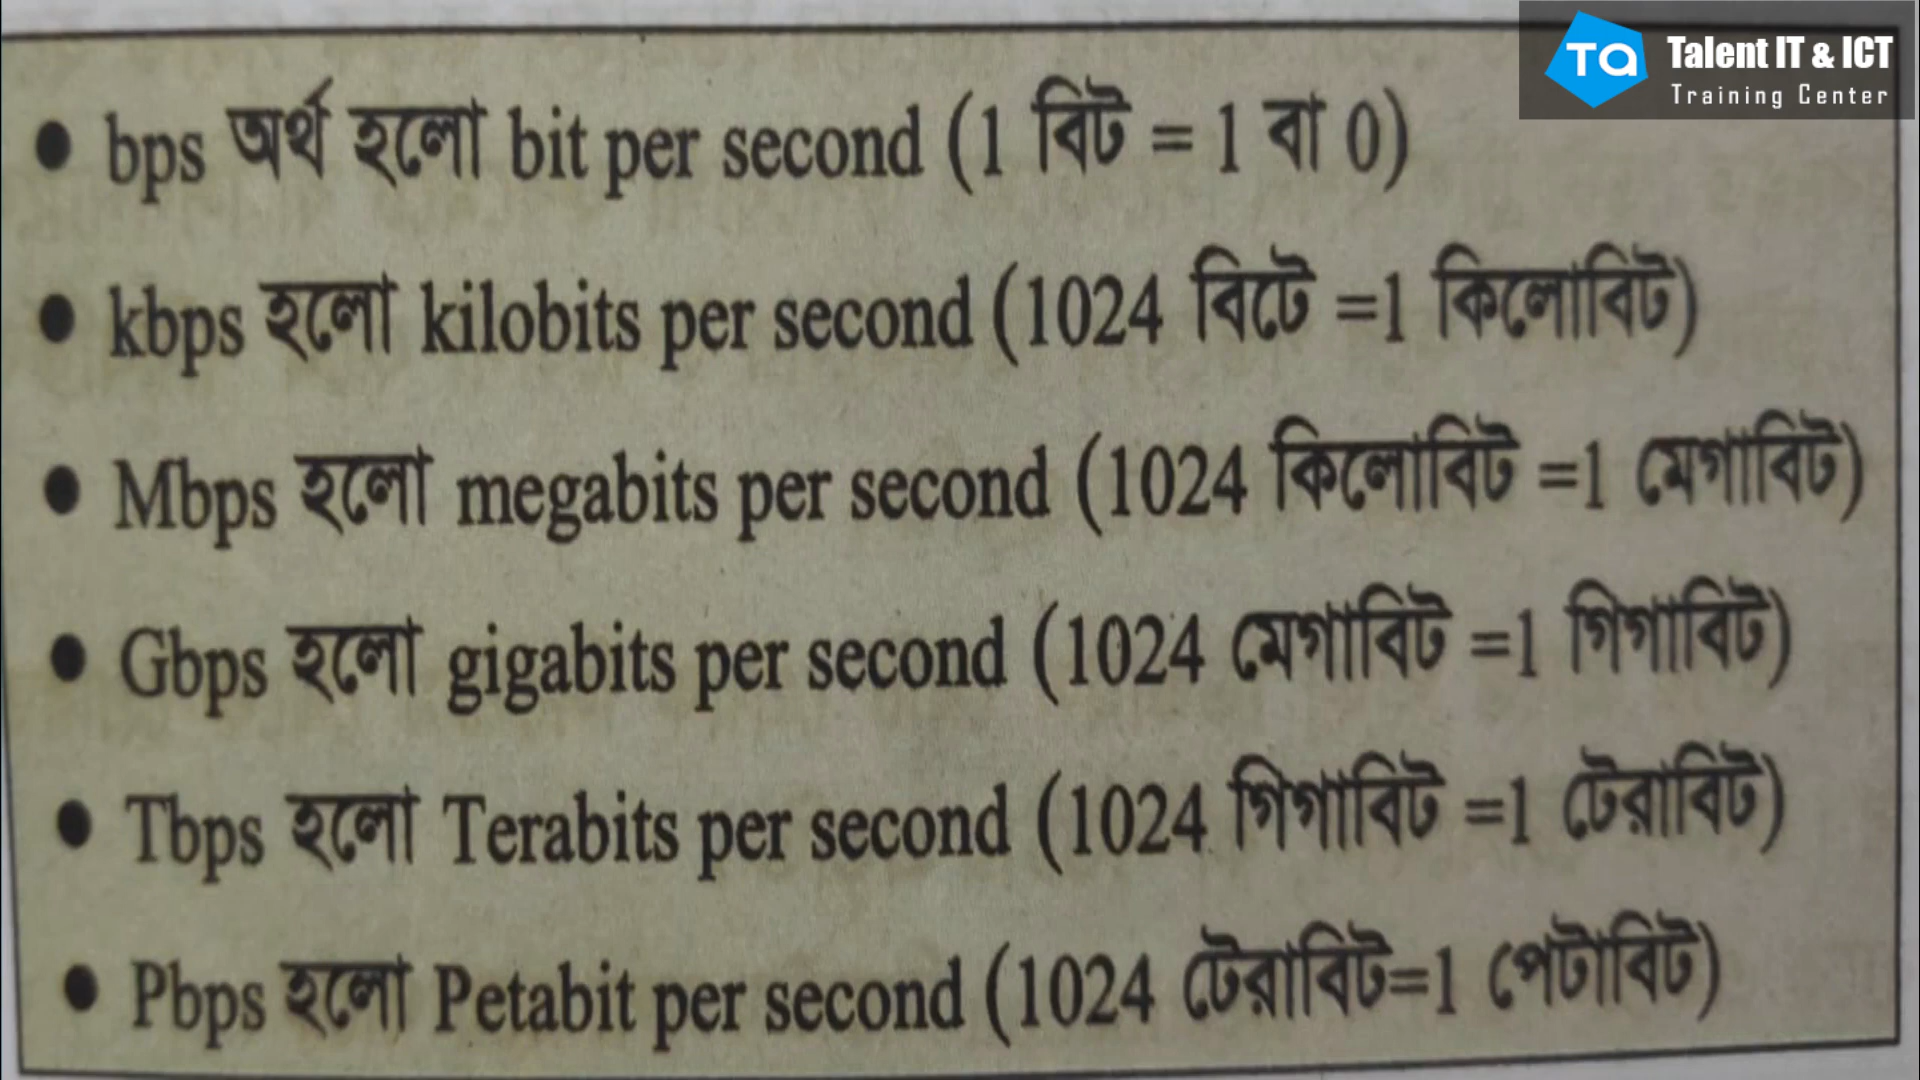 TA Talent IT & ICT
Training Center
● bps অর্থ হলো bit per second (1 বিট = 1 বা 0)
● kbps হলো kilobits per second (1024 বিটে =1 কিলোবিট)
● Mbps হলো megabits per second (1024 কিলোবিট =1 মেগাবিট)
● Gbps হলো gigabits per second (1024 মেগাবিট =1 গিগাবিট)
● Tbps হলো Terabits per second (1024 গিগাবিট =1 টেরাবিট)
● Pbps হলো Petabit per second (1024 টেরাবিট=1 পেটাবিট)